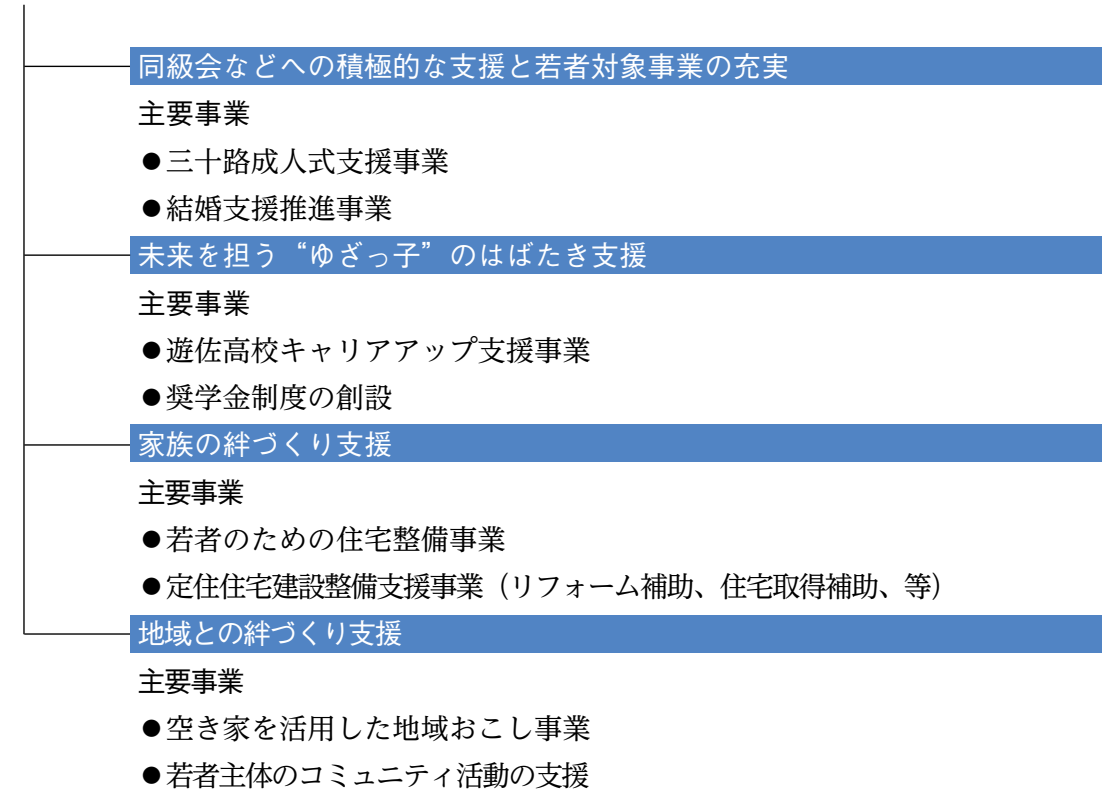 同級会などへの積極的な支援と若者対象事業の充実
主要事業
●三十路成人式支援事業
●結婚支援推進事業
未来を担う“ゆざっ子”のはばたき支援
主要事業
●遊佐高校キャリアアップ支援事業
●奨学金制度の創設
家族の絆づくり支援
主要事業
●若者のための住宅整備事業
●定住住宅建設整備支援事業（リフォーム補助、住宅取得補助、等）
地域との絆づくり支援
主要事業
●空き家を活用した地域おこし事業
●若者主体のコミュニティ活動の支援